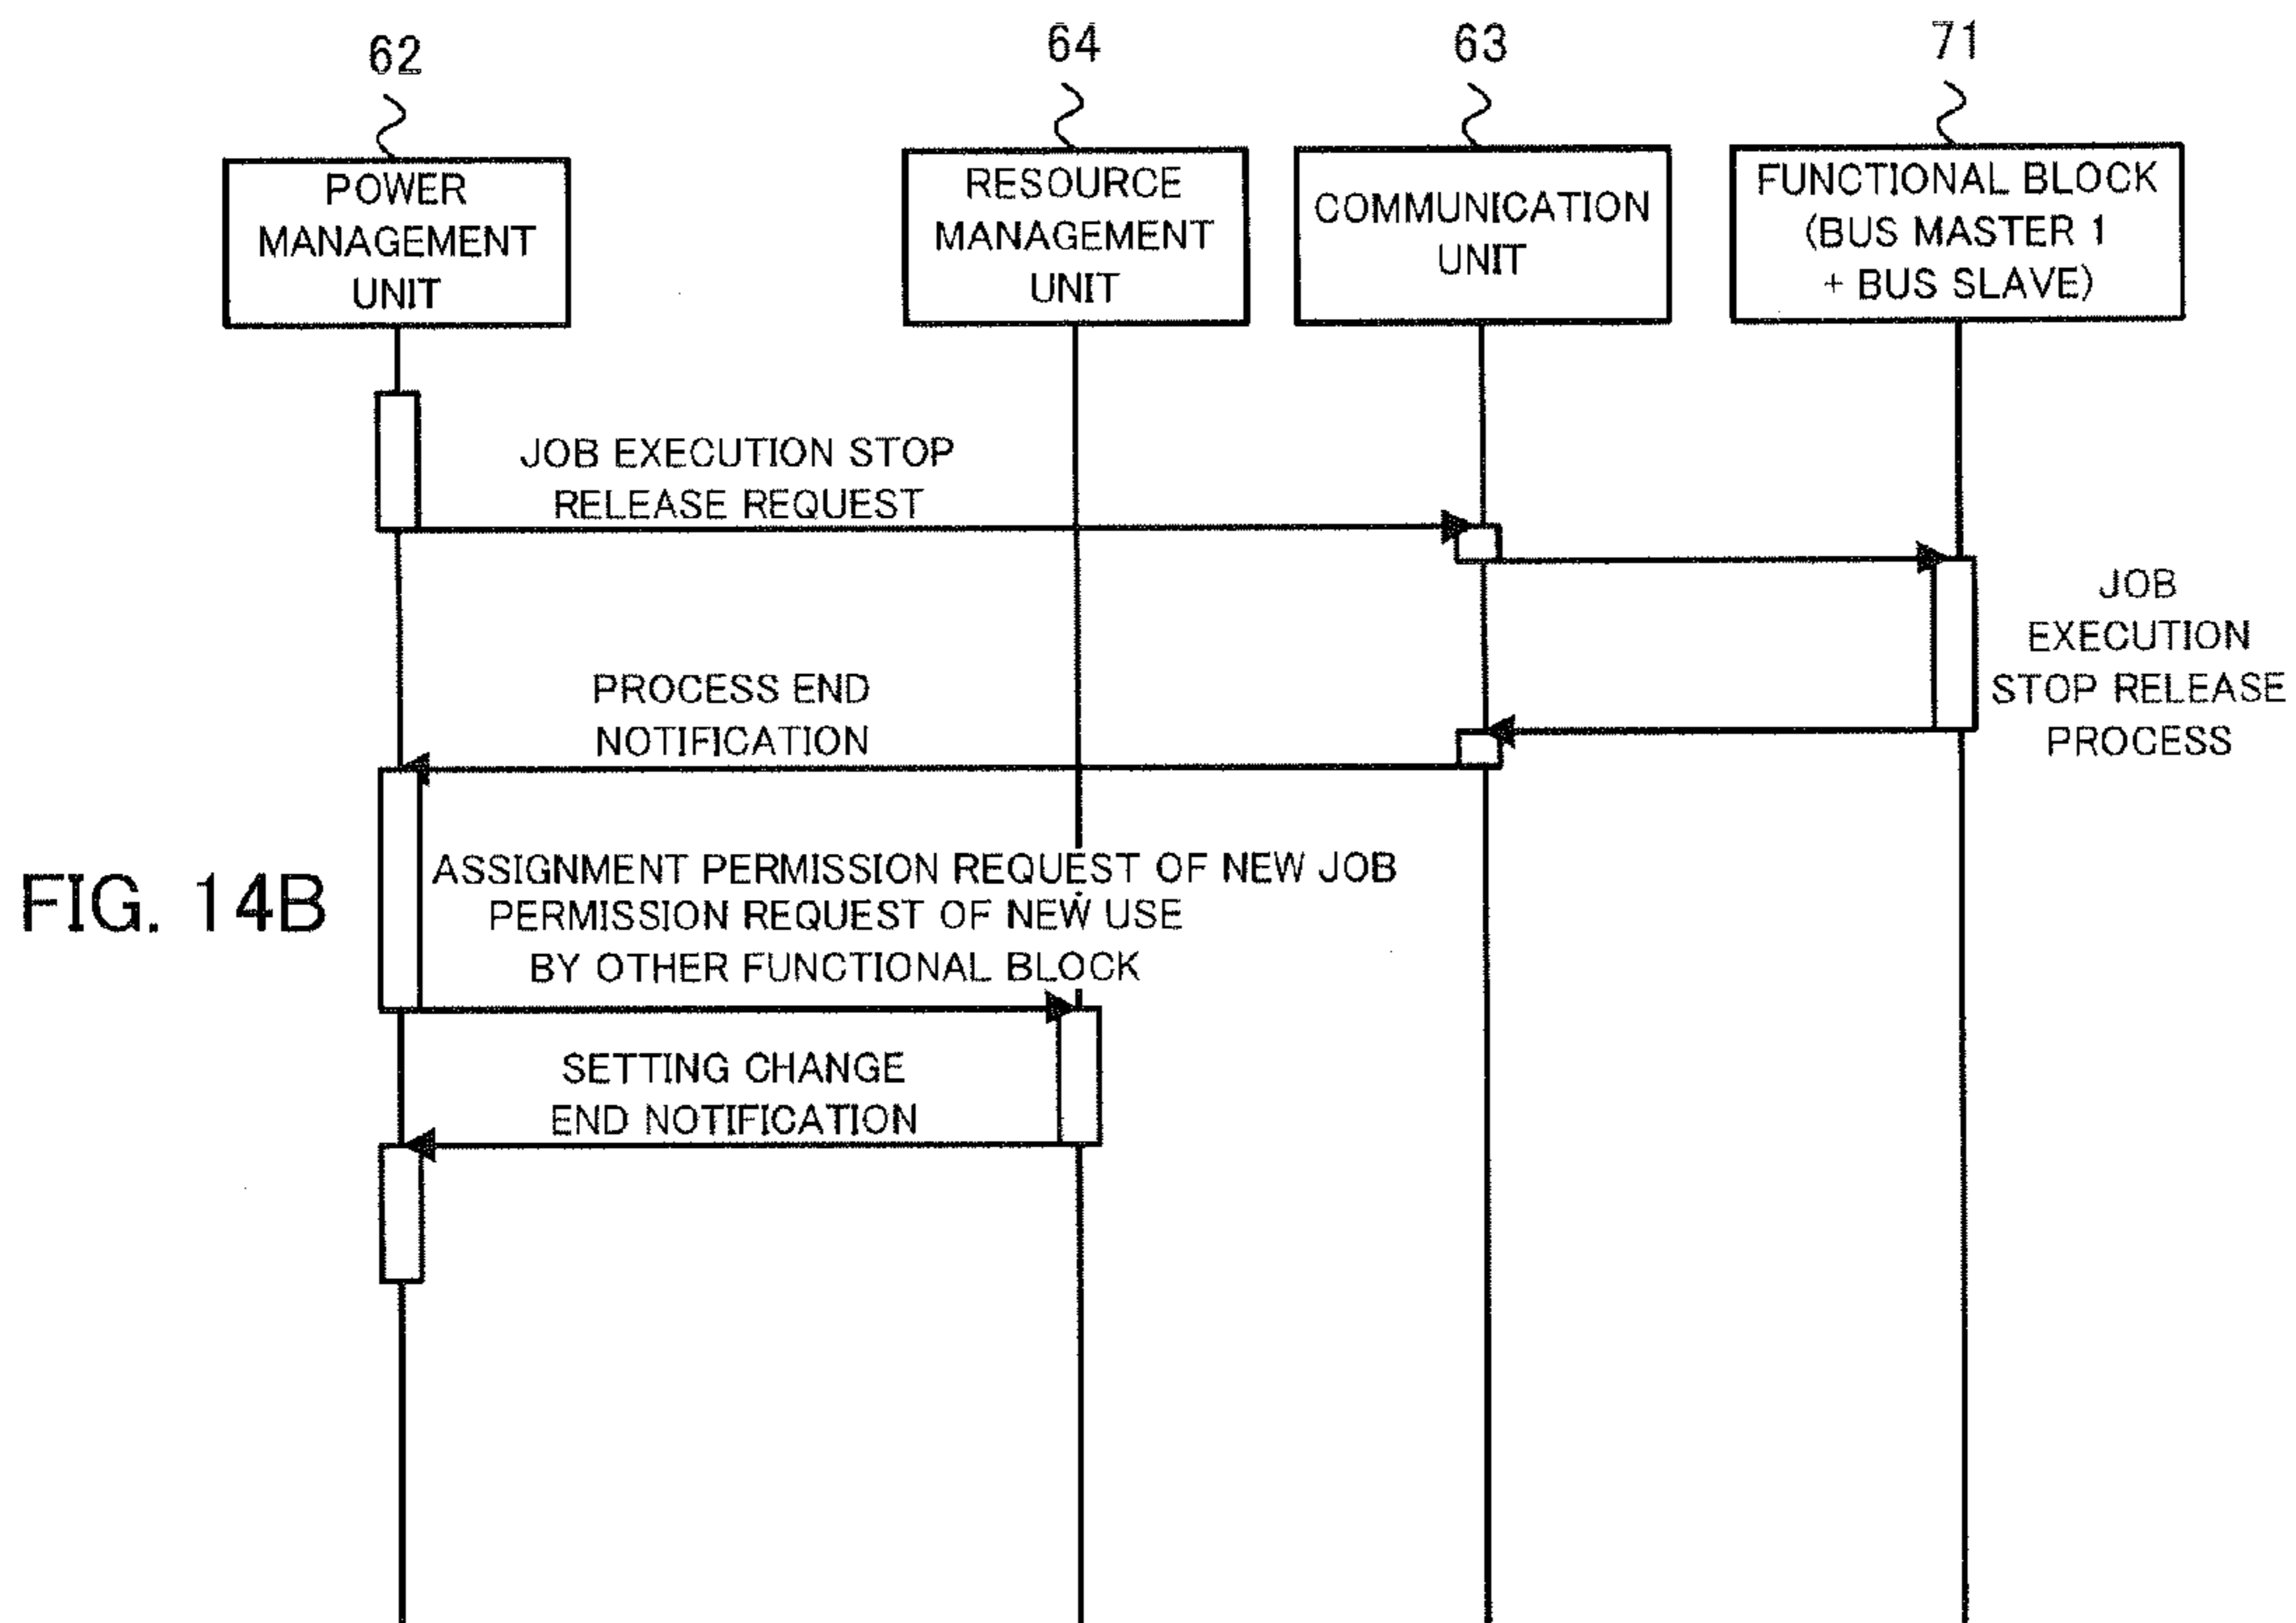 62
64
63
71
POWER
MANAGEMENT
UNIT
RESOURCE
MANAGEMENT
UNIT
COMMUNICATION
UNIT
FUNCTIONAL BLOCK
(BUS MASTER 1
+ BUS SLAVE)
JOB EXECUTION STOP
RELEASE REQUEST
JOB
EXECUTION
STOP RELEASE
PROCESS
PROCESS END
NOTIFICATION
FIG. 14B
ASSIGNMENT PERMISSION REQUEST OF NEW JOB
PERMISSION REQUEST OF NEW USE
BY OTHER FUNCTIONAL BLOCK
SETTING CHANGE
END NOTIFICATION